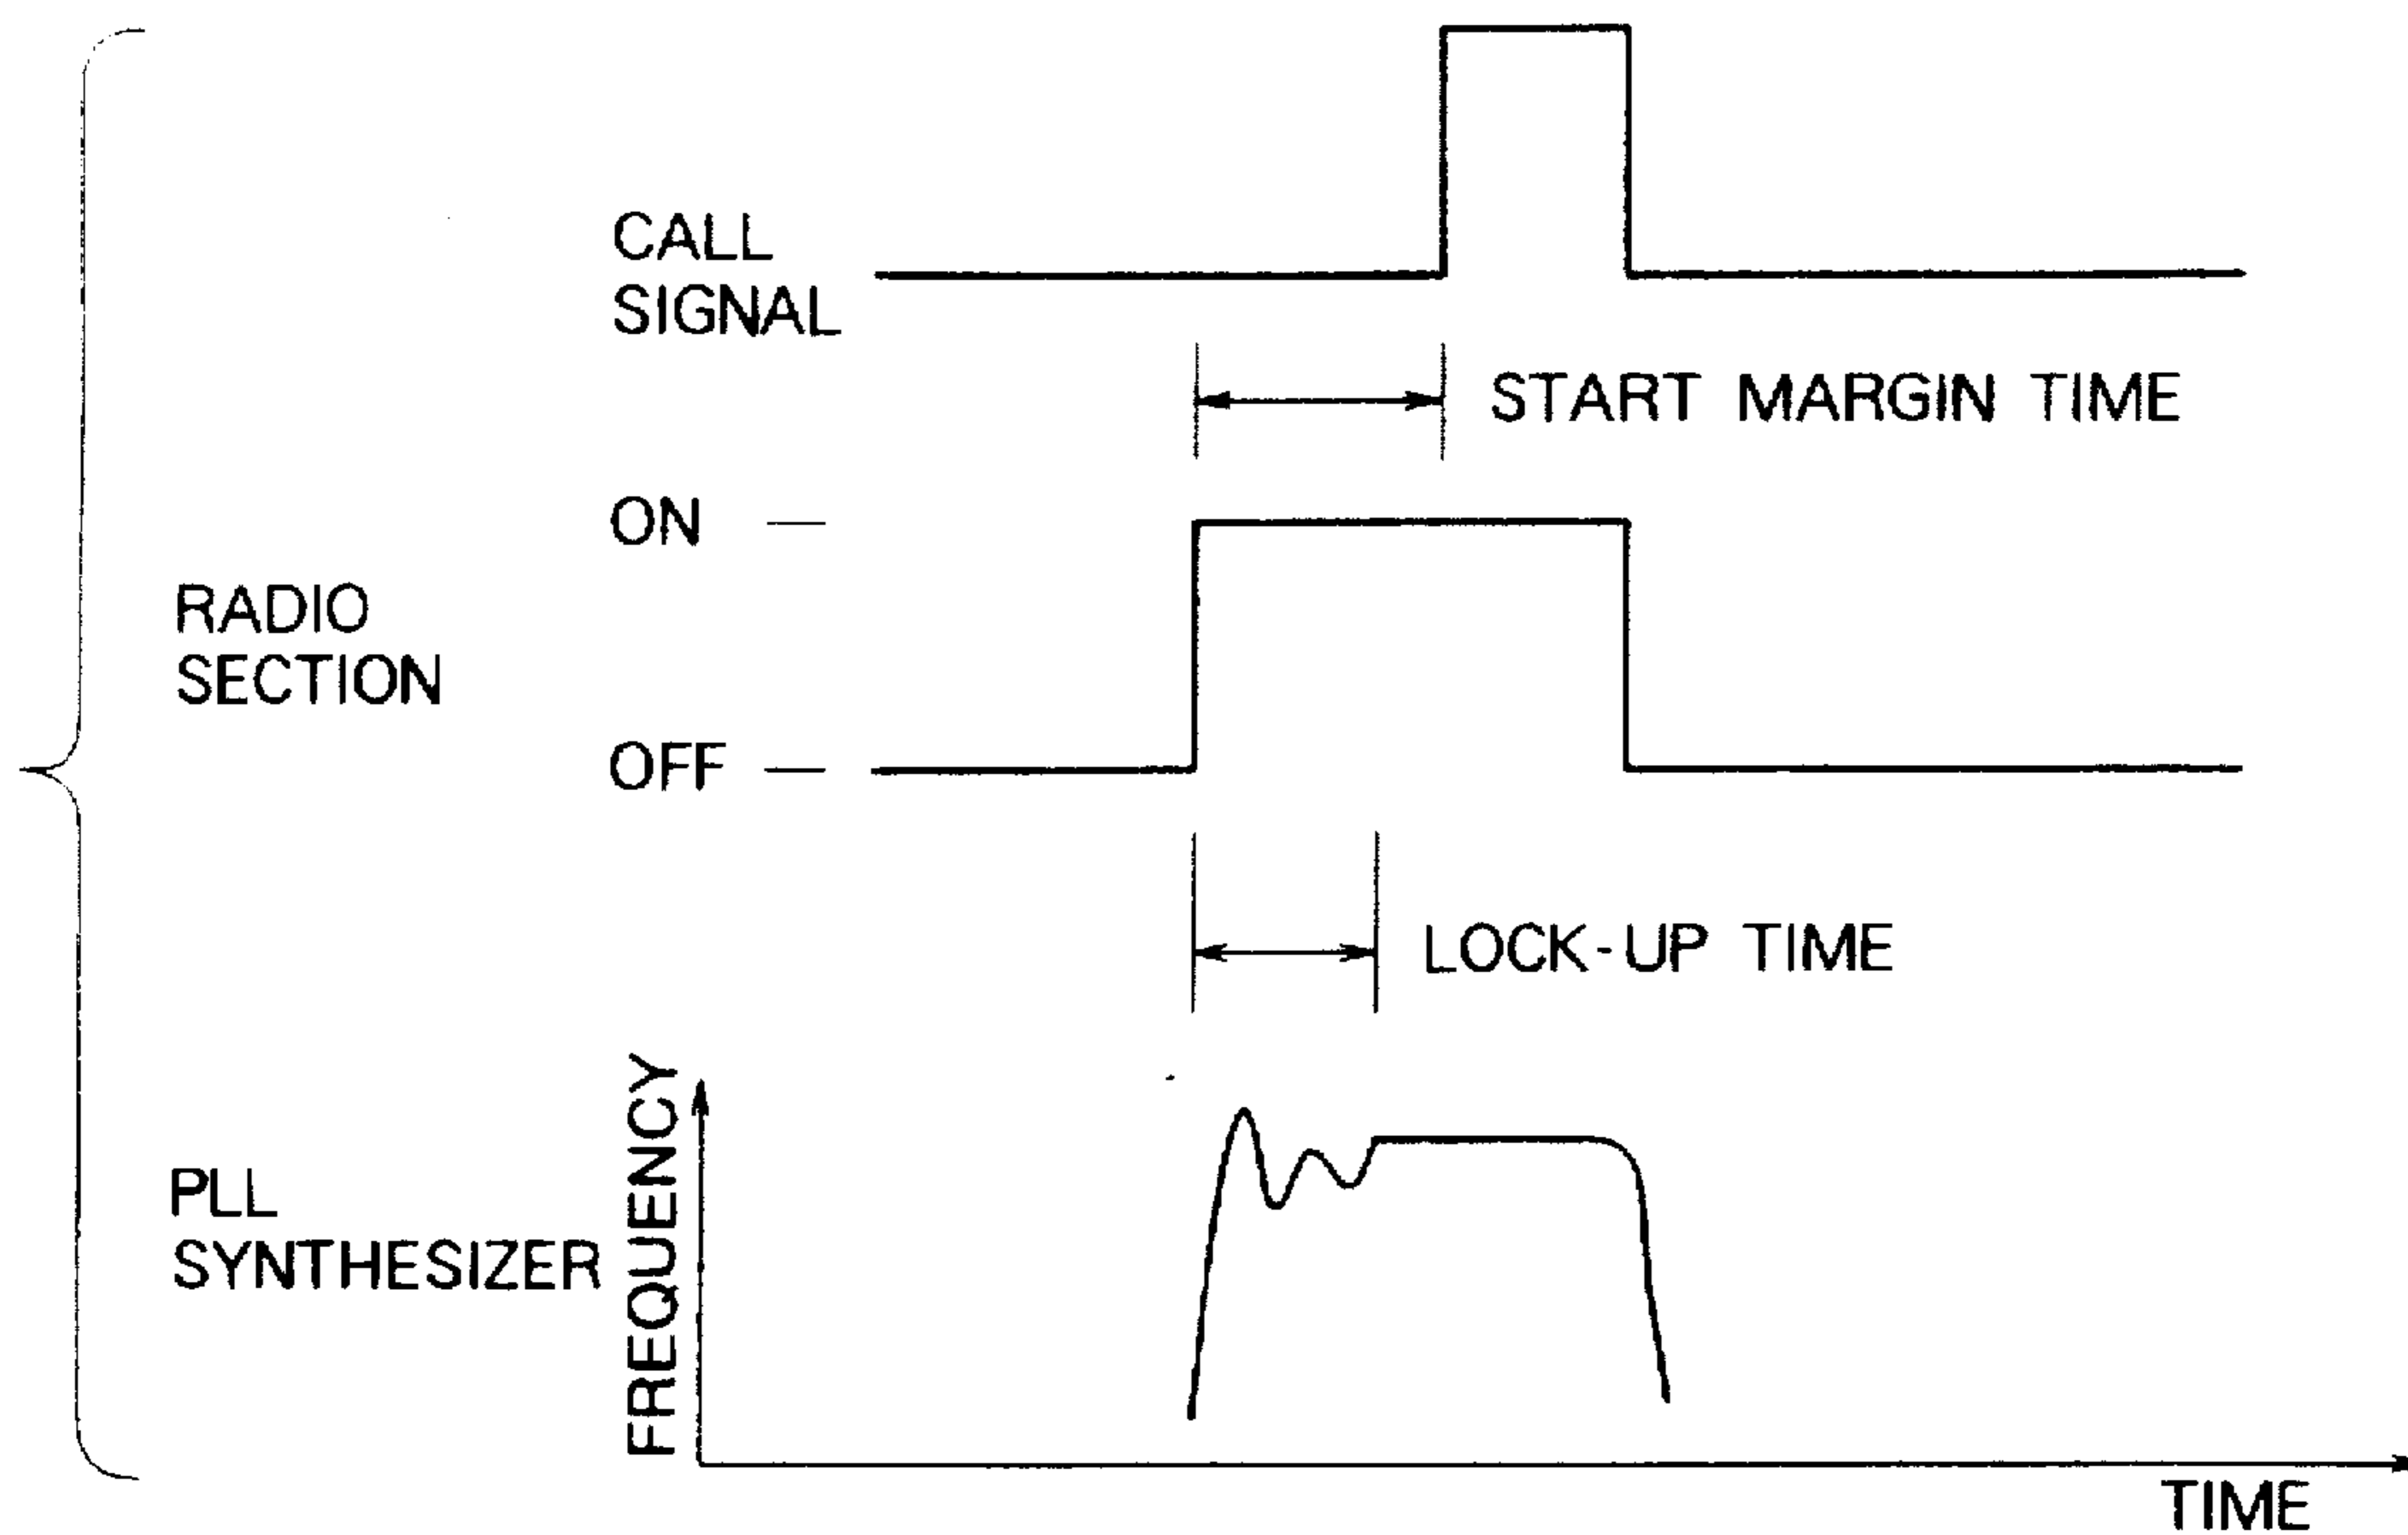 CALL
SIGNAL
START MARGIN TIME
ON
RADIO
SECTION
OFF
LOCK-UP TIME
FREQUENCY
PLL
SYNTHESIZER
TIME